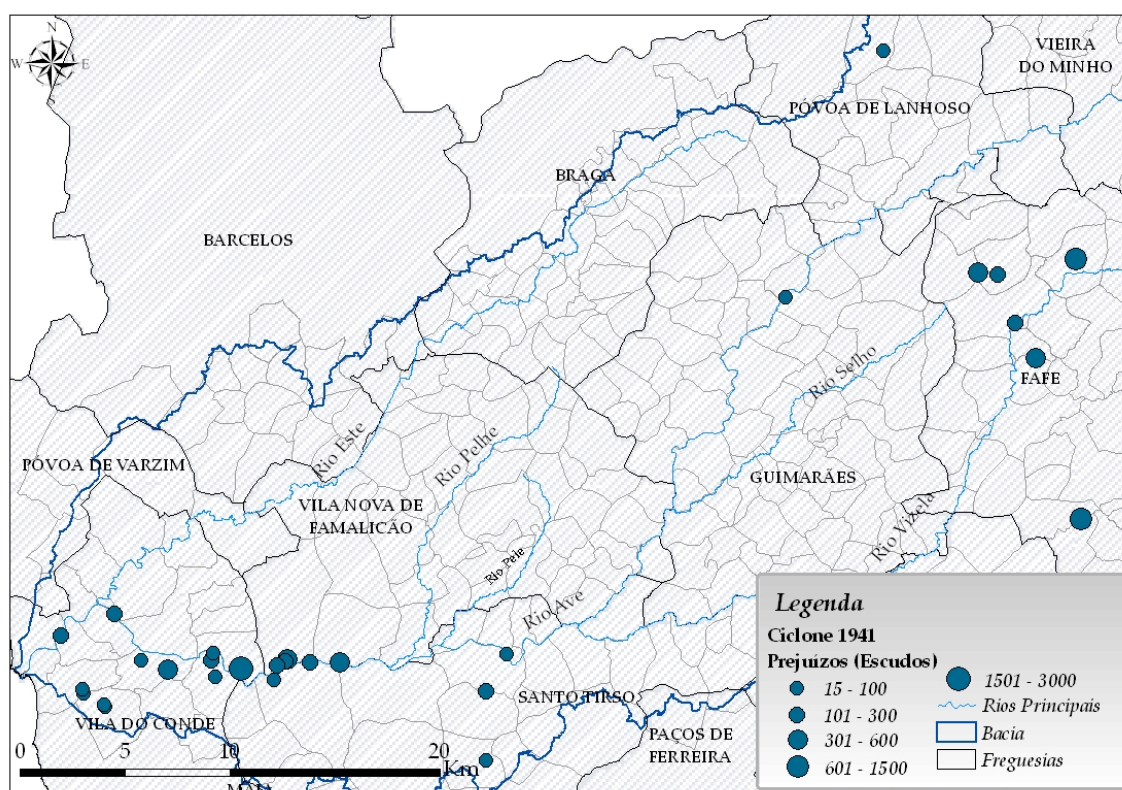 N
W
E
S
VIEIRA
DO MINHO
PÓVOA DE LANHOSO
BRAGA
BARCELOS
Rio Selho
FAFE
Rio Este
Rio Pelhe
PÓVOA DE VARZIM
GUIMARÃES
VILA NOVA DE
FAMALICÃO
Rio Vizela
Rio Pele
Rio Ave
SANTO TIRSO
VILA DO CONDE
PAÇOS DE
FERREIRA
0 5 10 20
Km
MAIA
Legenda
Ciclone 1941
Prejuízos (Escudos)
15 - 100
101 - 300
301 - 600
601 - 1500
1501 - 3000
Rios Principais
Bacia
Freguesias